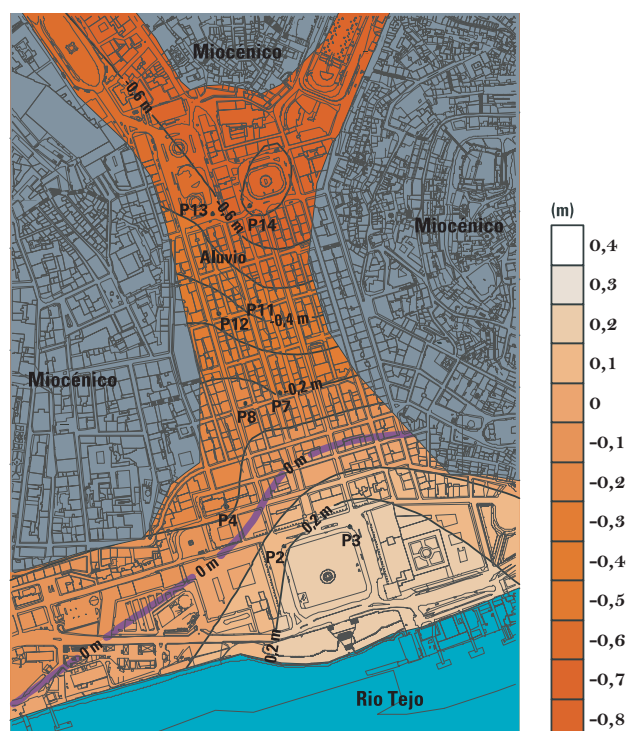 Miocénico
0,6 m
P13
-0,6 m
P14
Miocénico
Aluvio
P11
P12
-0,4 m
Miocénico
-0,2 m
P7
P8
0 m
P4
0,2 m
P3
P2
0 m
0 m
0,2 m
Rio Tejo
(m)
0,4
0,3
0,2
0,1
0
-0,1
-0,2
-0,3
-0,4
-0,5
-0,6
-0,7
-0,8